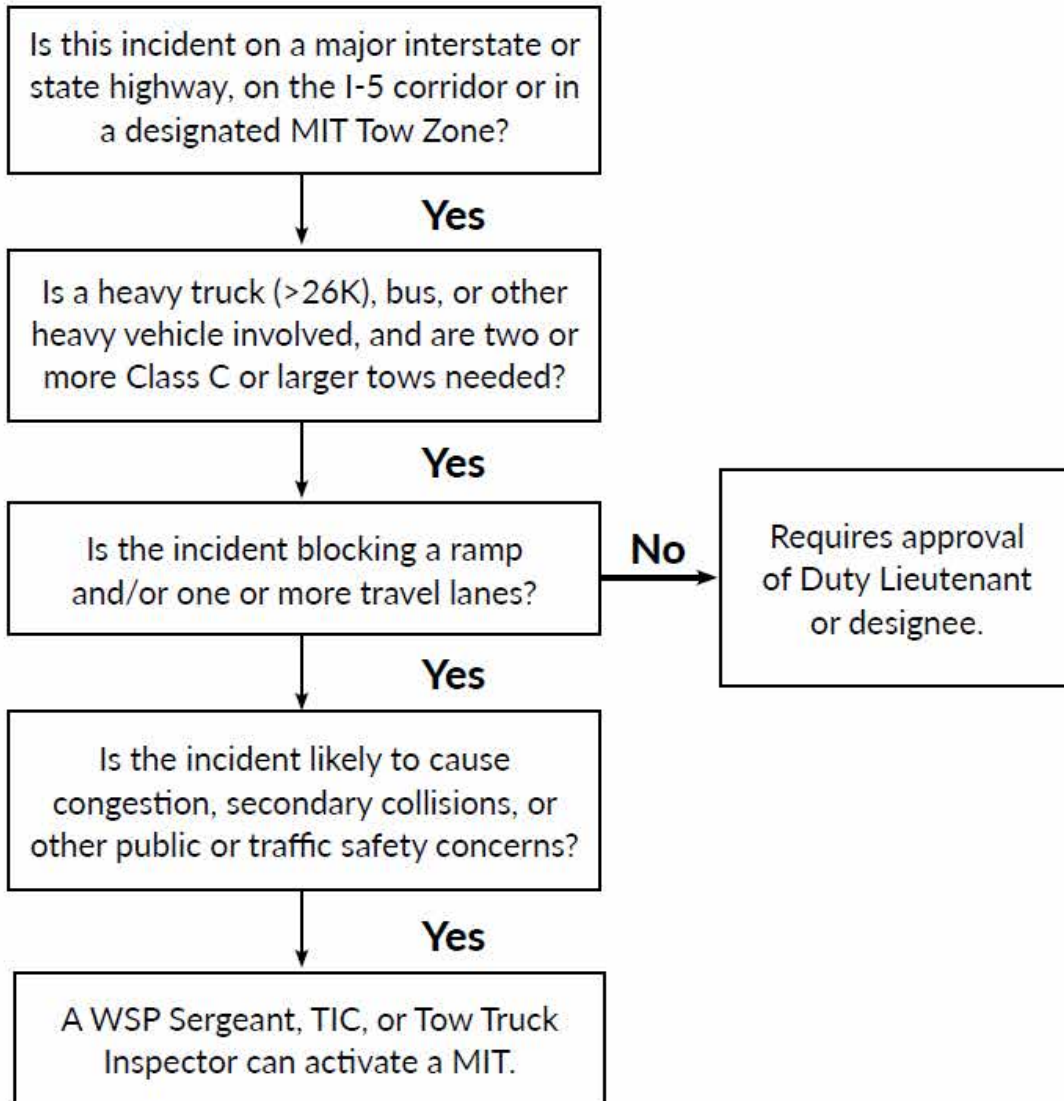 Is this incident on a major interstate or
state highway, on the I-5 corridor or in
a designated MIT Tow Zone?
Yes
Is a heavy truck (>26K), bus, or other
heavy vehicle involved, and are two or
more Class C or larger tows needed?
Yes
Is the incident blocking a ramp
and/or one or more travel lanes?
No
Requires approval
of Duty Lieutenant
or designee.
Yes
Is the incident likely to cause
congestion, secondary collisions, or
other public or traffic safety concerns?
Yes
A WSP Sergeant, TIC, or Tow Truck
Inspector can activate a MIT.